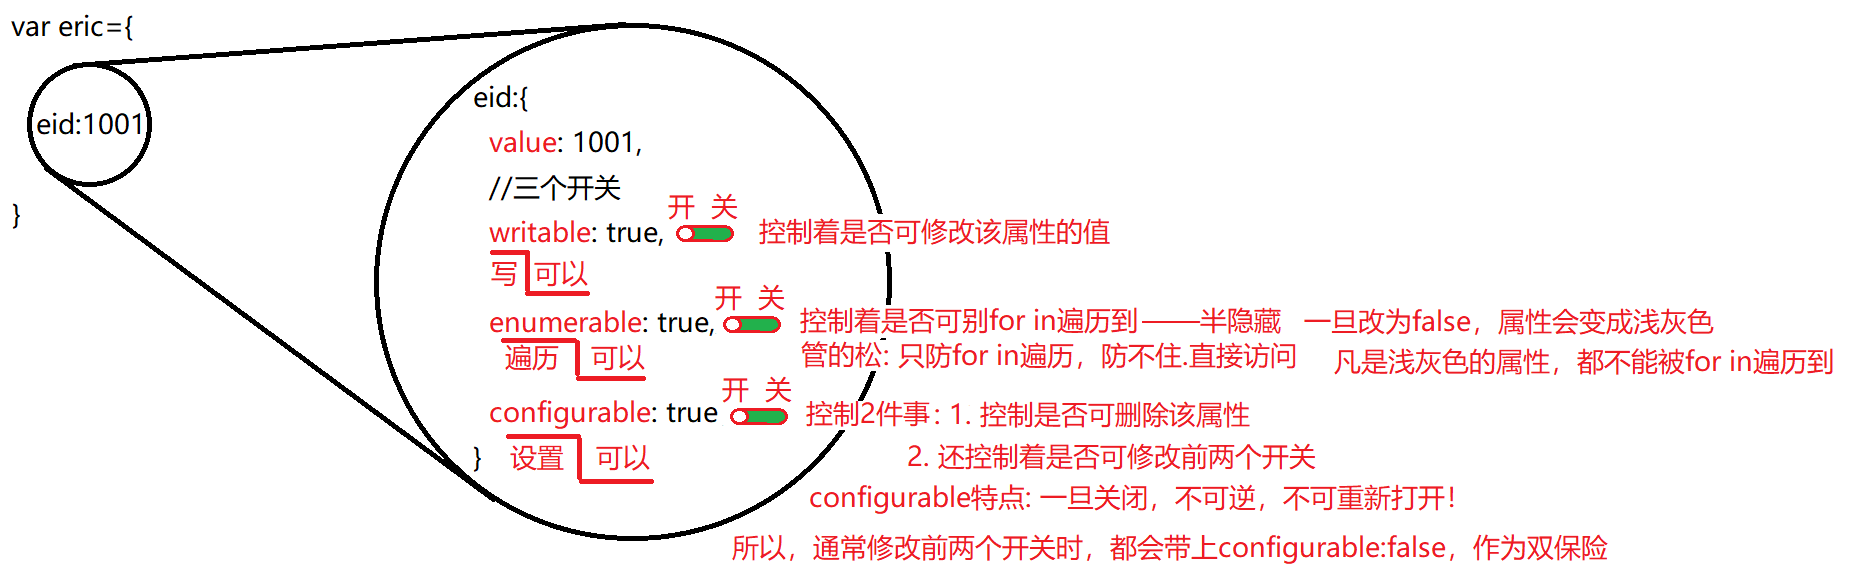 var eric={
eid:1001
}
eid:{
value: 1001,
//三个开关
开 关
writable: true, 控制着是否可修改该属性的值
写 可以
开 关
enumerable: true, 控制着是否可别for in遍历到 ——半隐藏 一旦改为false，属性会变成浅灰色
遍历 可以 管的松: 只防for in遍历，防不住.直接访问 凡是浅灰色的属性，都不能被for in遍历到
开 关
configurable: true 控制2件事: 1. 控制是否可删除该属性
} 设置 可以 2. 还控制着是否可修改前两个开关
configurable特点: 一旦关闭，不可逆，不可重新打开！
所以，通常修改前两个开关时，都会带上configurable:false，作为双保险